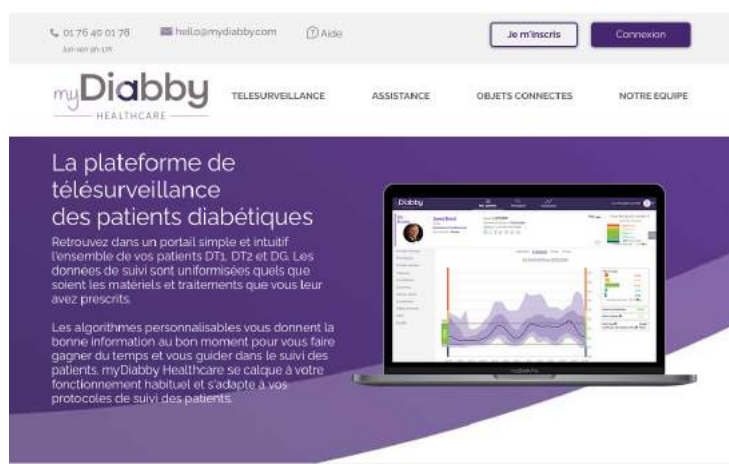 01 76 40 01 78
hello@mydiabby.com
Aide
Je m'inscris
Connexion
lun-ven 9h-17h
myDiabby
HEALTHCARE
TELESURVEILLANCE
ASSISTANCE
OBJETS CONNECTES
NOTRE EQUIPE
La plateforme de
télésurveillance
des patients diabétiques
Retrouvez dans un portail simple et intuitif
l'ensemble de vos patients DT1, DT2 et DG. Les
données de suivi sont uniformisées quels que
soient les matériels et traitements que vous leur
avez prescrits.
Les algorithmes personnalisables vous donnent la
bonne information au bon moment pour vous faire
gagner du temps et vous guider dans le suivi des
patients. myDiabby Healthcare se calque à votre
fonctionnement habituel et s'adapte à vos
protocoles de suivi des patients.
Diabby